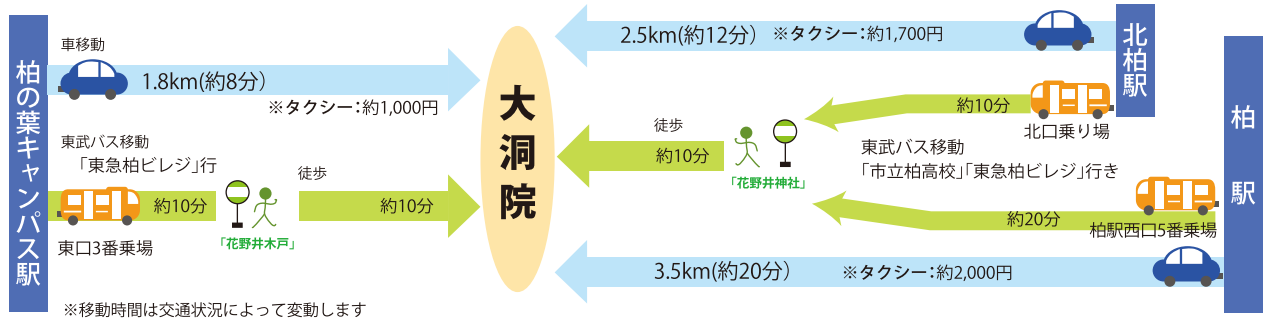 柏の葉キャンパス駅
車移動
1.8km(約8分)
※タクシー：約1,000円
東武バス移動
「東急柏ビレジ」行
約10分
東口3番乗場
「花野井木戸」
徒歩
約10分
※移動時間は交通状況によって変動します
大洞院
2.5km(約12分)
※タクシー：約1,700円
北柏駅
約10分
北口乗り場
徒歩
約10分
「花野井神社」
東武バス移動
「市立柏高校」「東急柏ビレジ」行き
約20分
柏駅西口5番乗場
3.5km(約20分)
※タクシー：約2,000円
柏駅